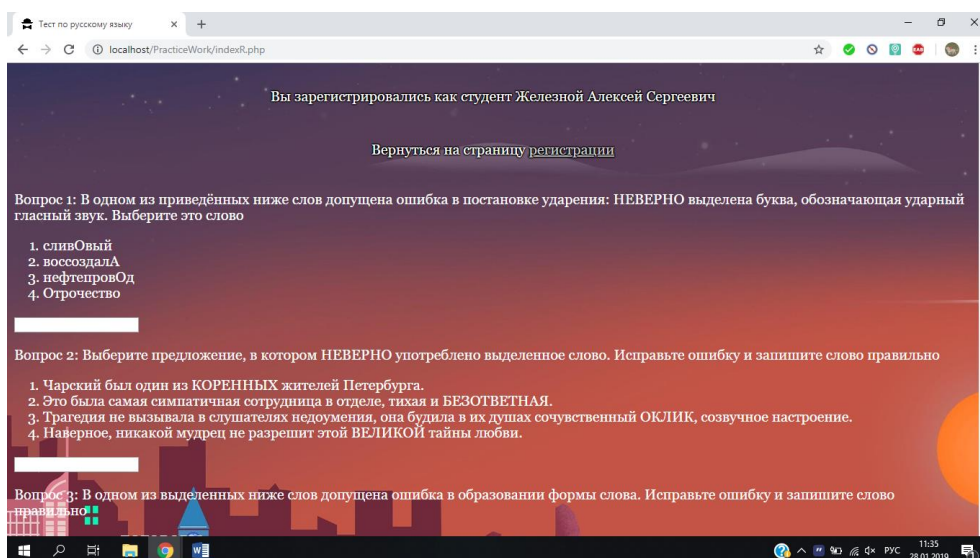 Тест по русскому языку
localhost/PracticeWork/indexR.php
Вы зарегистрировались как студент Железной Алексей Сергеевич
Вернуться на страницу регистрации
Вопрос 1: В одном из приведённых ниже слов допущена ошибка в постановке ударения: НЕВЕРНО выделена буква, обозначающая ударный
гласный звук. Выберите это слово
1. сливОвый
2. воссоздалА
3. нефтепровОд
4. Отрочество
Вопрос 2: Выберите предложение, в котором НЕВЕРНО употреблено выделенное слово. Исправьте ошибку и запишите слово правильно
1. Чарский был один из КОРЕННЫХ жителей Петербурга.
2. Это была самая симпатичная сотрудница в отделе, тихая и БЕЗОТВЕТНАЯ.
3. Трагедия не вызывала в слушателях недоумения, она будила в их душах сочувственный ОКЛИК, созвучное настроение.
4. Наверное, никакой мудрец не разрешит этой ВЕЛИКОЙ тайны любви.
Вопрос 3: В одном из выделенных ниже слов допущена ошибка в образовании формы слова. Исправьте ошибку и запишите слово
правильно
РУС
11:35
28.01.2019